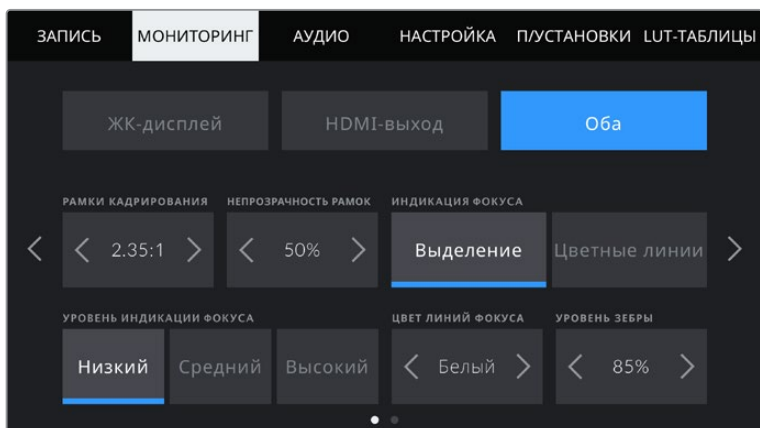 ЗАПИСЬ МОНИТОРИНГ АУДИО НАСТРОЙКА П/УСТАНОВКИ LUT-ТАБЛИЦЫ
ЖК-дисплей HDMI-выход Оба
РАМКИ КАДРИРОВАНИЯ НЕПРОЗРАЧНОСТЬ РАМОК ИНДИКАЦИЯ ФОКУСА
2.35:1 50% Выделение Цветные линии
УРОВЕНЬ ИНДИКАЦИИ ФОКУСА ЦВЕТ ЛИНИЙ ФОКУСА УРОВЕНЬ ЗЕБРЫ
Низкий Средний Высокий Белый 85%